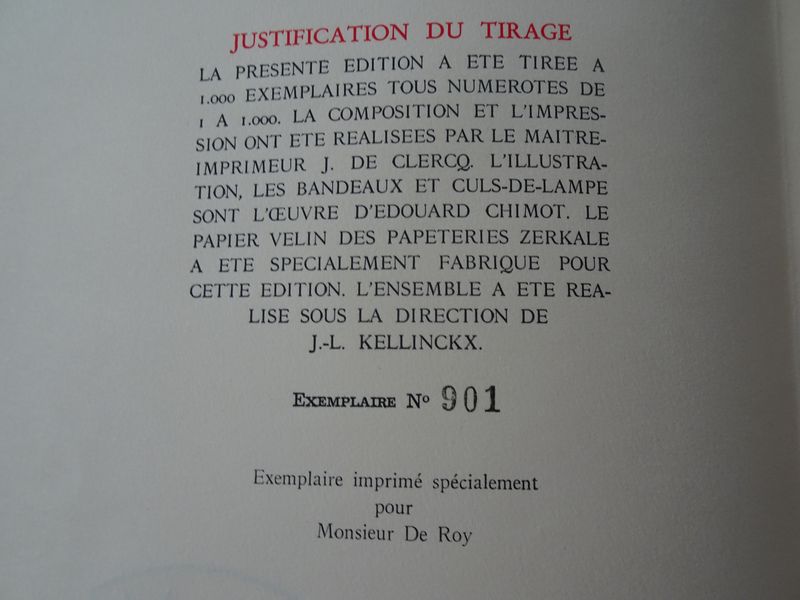 JUSTIFICATION DU TIRAGE
LA PRESENTE EDITION A ETE TIREE A
1.000 EXEMPLAIRES TOUS NUMEROTES DE
1 A 1.000. LA COMPOSITION ET L'IMPRES-
SION ONT ETE REALISEES PAR LE MAITRE-
IMPRIMEUR J. DE CLERCQ. L'ILLUSTRA-
TION, LES BANDEAUX ET CULS-DE-LAMPE
SONT L'ŒUVRE D'EDOUARD CHIMOT. LE
PAPIER VELIN DES PAPETERIES ZERKALE
A ETE SPECIALEMENT FABRIQUE POUR
CETTE EDITION. L'ENSEMBLE A ETE REA-
LISE SOUS LA DIRECTION DE
J.-L. KELLINCKX.
EXEMPLAIRE Nº 901
Exemplaire imprimé spécialement
pour
Monsieur De Roy